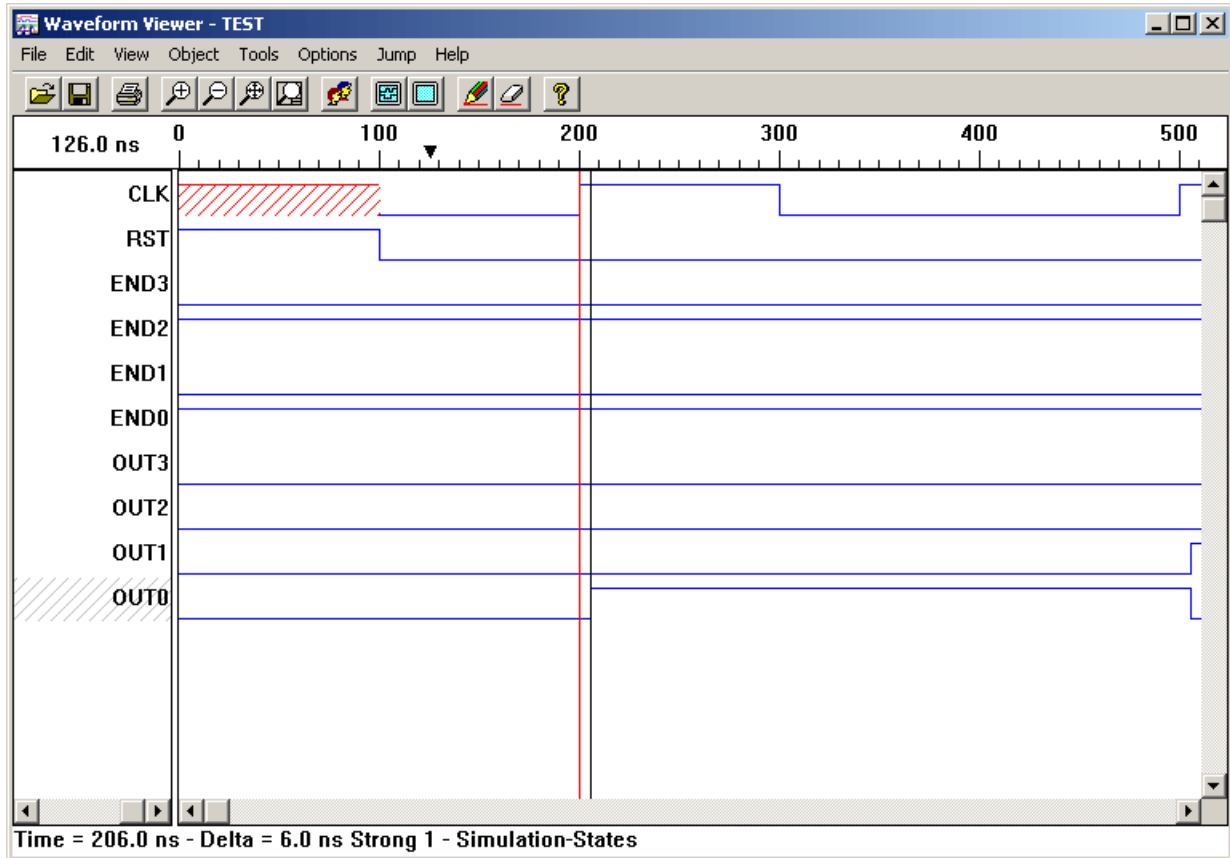 Waveform Viewer - TEST
File Edit View Object Tools Options Jump Help
126.0 ns 0 100 200 300 400 500
CLK
RST
END3
END2
END1
END0
OUT3
OUT2
OUT1
OUT0
Time = 206.0 ns - Delta = 6.0 ns Strong 1 - Simulation-States